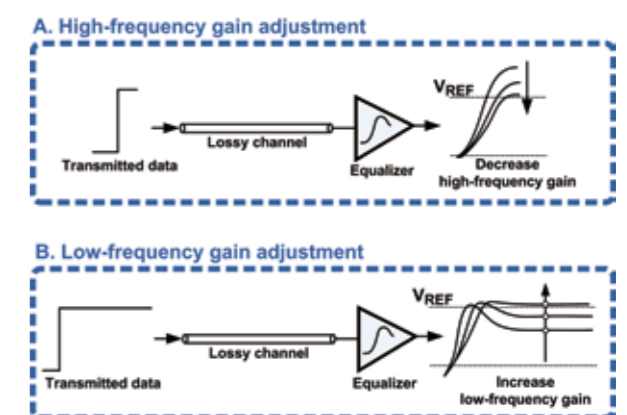 A. High-frequency gain adjustment
VREF
Lossy channel
Transmitted data
Equalizer
Decrease
high-frequency gain
B. Low-frequency gain adjustment
VREF
Lossy channel
Transmitted data
Equalizer
Increase
low-frequency gain